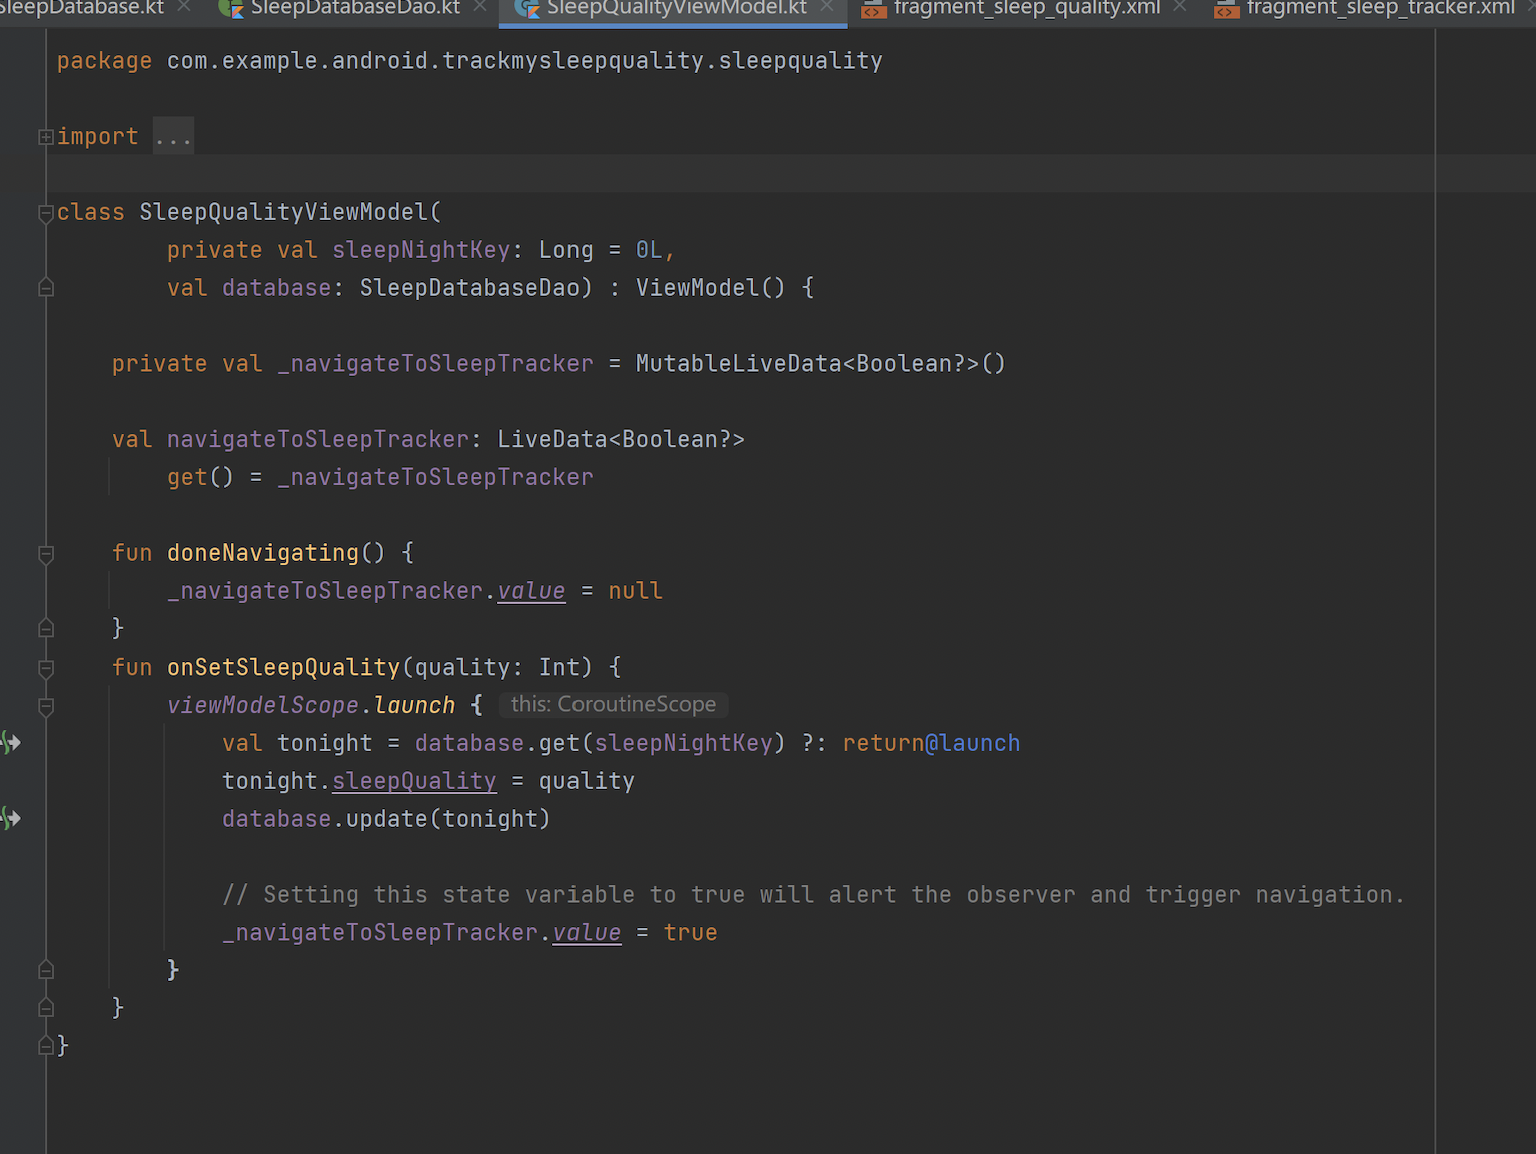 SleepDatabase.kt SleepDatabaseDao.kt SleepQualityViewModel.kt fragment_sleep_quality.xml fragment_sleep_tracker.xml
package com.example.android.trackmysleepquality.sleepquality
import ...
class SleepQualityViewModel(
private val sleepNightKey: Long = 0L,
val database: SleepDatabaseDao) : ViewModel() {
private val _navigateToSleepTracker = MutableLiveData<Boolean?>()
val navigateToSleepTracker: LiveData<Boolean?>
get() = _navigateToSleepTracker
fun doneNavigating() {
_navigateToSleepTracker.value = null
}
fun onSetSleepQuality(quality: Int) {
viewModelScope.launch { this: CoroutineScope
val tonight = database.get(sleepNightKey) ?: return@launch
tonight.sleepQuality = quality
database.update(tonight)
// Setting this state variable to true will alert the observer and trigger navigation.
_navigateToSleepTracker.value = true
}
}
}